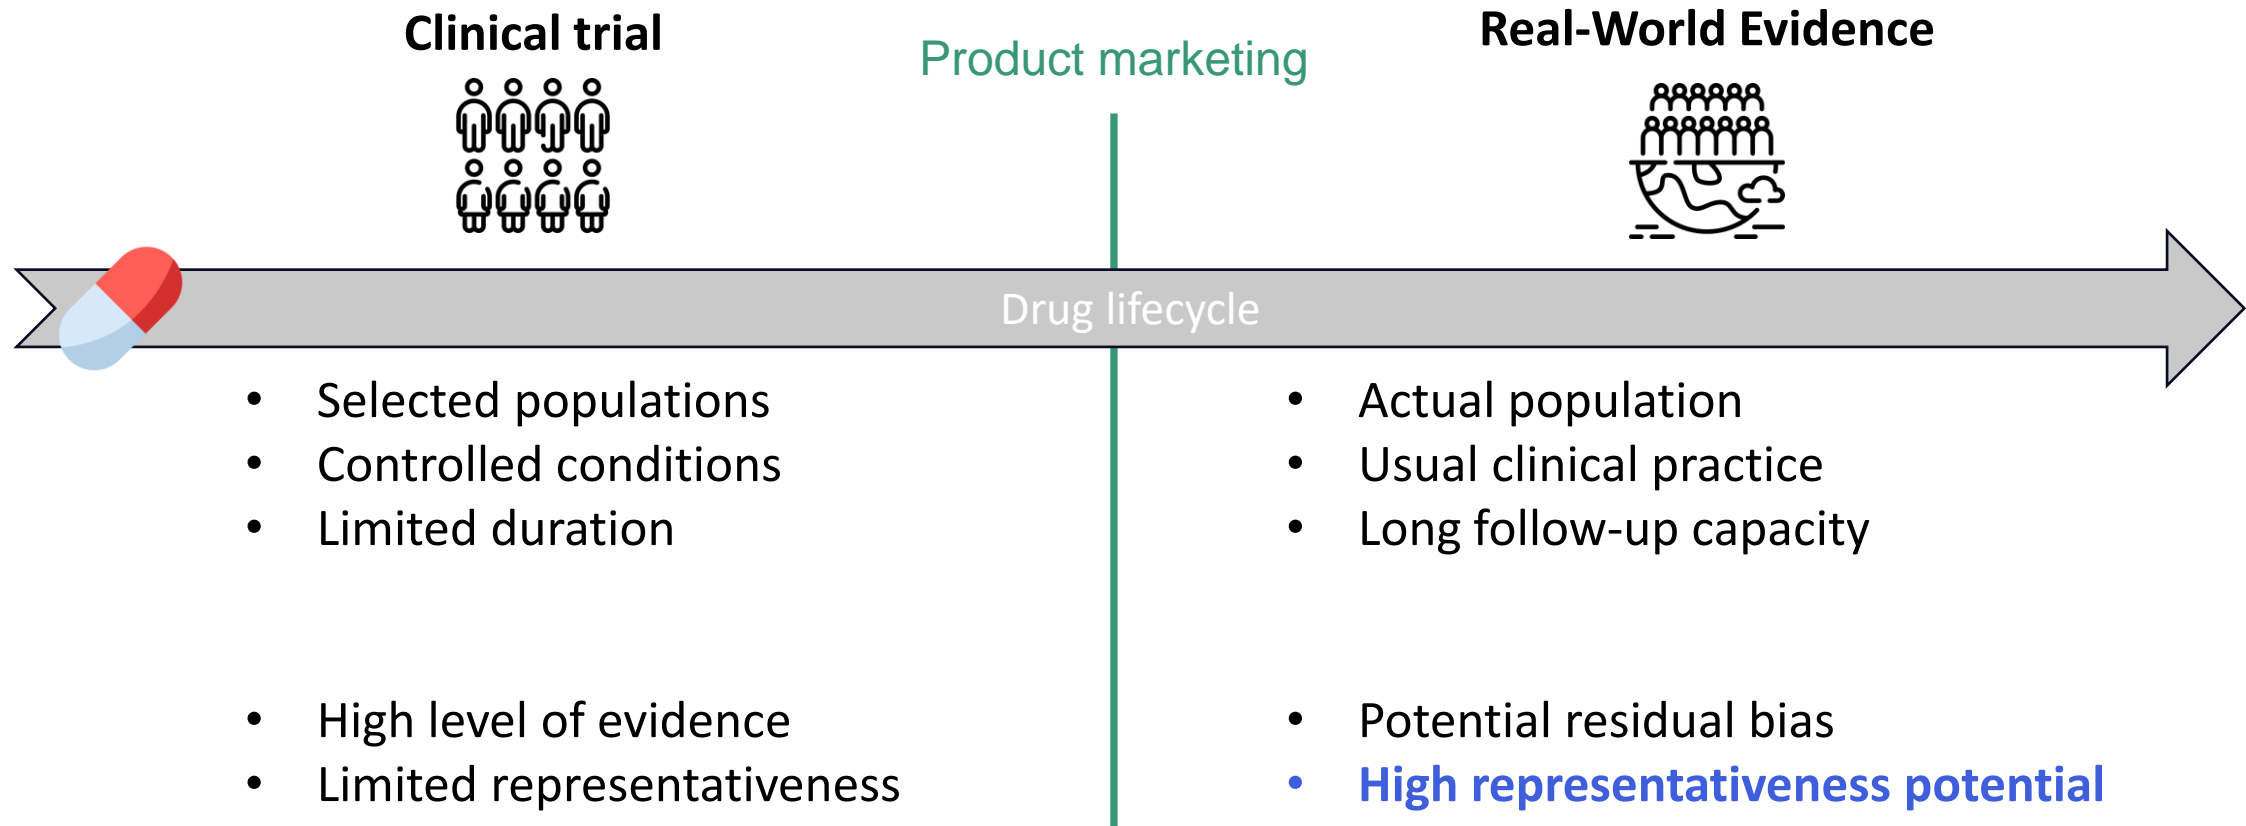 Clinical trial
Product marketing
Real-World Evidence
Drug lifecycle
• Selected populations
• Controlled conditions
• Limited duration
• High level of evidence
• Limited representativeness
• Actual population
• Usual clinical practice
• Long follow-up capacity
• Potential residual bias
• High representativeness potential